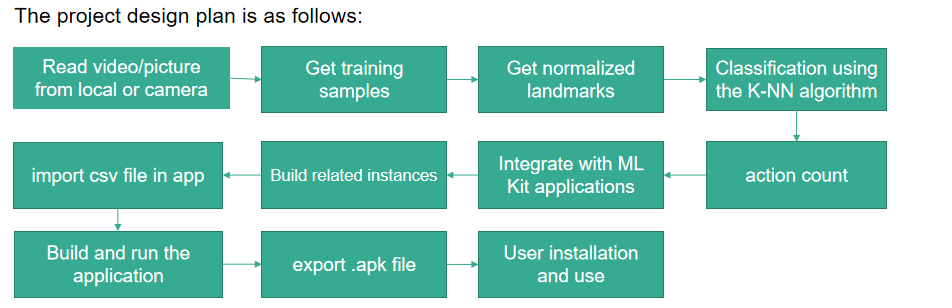 The project design plan is as follows:
Read video/picture
from local or camera
Get training
samples
Get normalized
landmarks
Classification using
the K-NN algorithm
action count
Integrate with ML
Kit applications
Build related instances
import csv file in app
Build and run the
application
export .apk file
User installation
and use